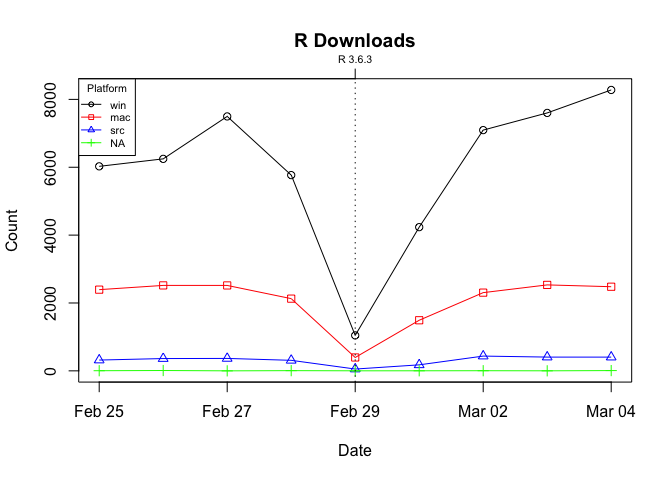 R Downloads
R 3.6.3
Platform
win
mac
src
NA
Count
8000
6000
4000
2000
0
Feb 25
Feb 27
Feb 29
Mar 02
Mar 04
Date